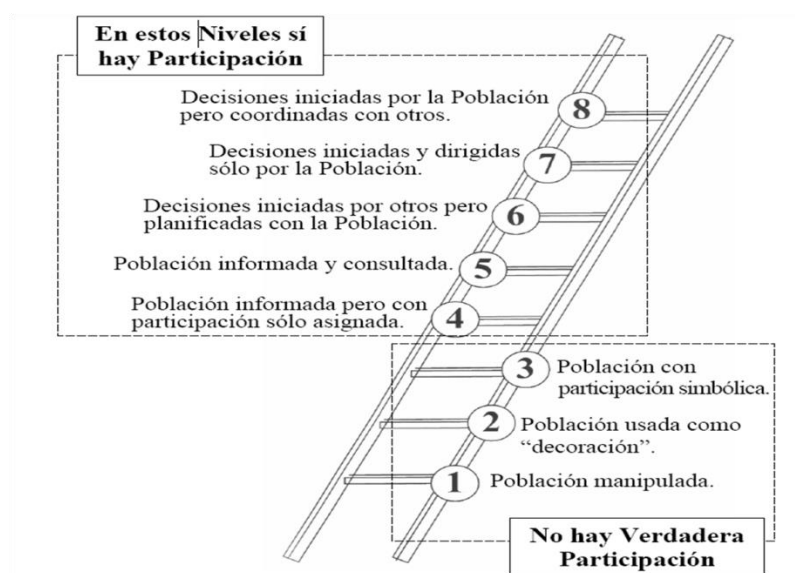 En estos Niveles sí
hay Participación
Decisiones iniciadas por la Población
pero coordinadas con otros.
8
Decisiones iniciadas y dirigidas
sólo por la Población.
7
Decisiones iniciadas por otros pero
planificadas con la Población.
6
Población informada y consultada.
5
Población informada pero con
participación sólo asignada.
4
3
Población con
participación simbólica.
2
Población usada como
“decoración”.
1
Población manipulada.
No hay Verdadera
Participación